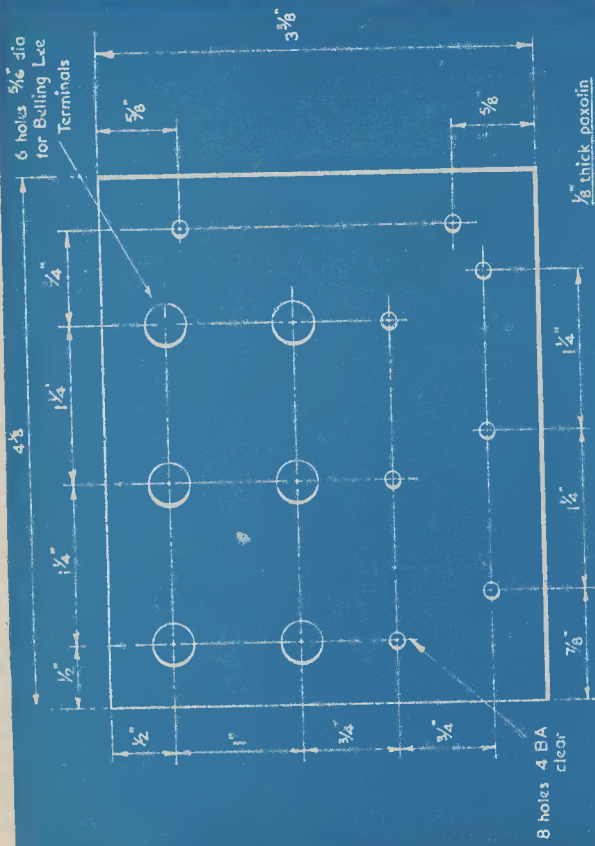 6 holes 5/16" dia
for Belling Lee
Terminals
4 1/8
1/2"
1 1/4"
1 1/4'
3/4"
5/8"
3 3/8"
5/8
1/2"
1"
3/4
3/4"
7/8"
1 1/4"
1 1/4"
8 holes 4 BA
clear
1/8" thick paxolin